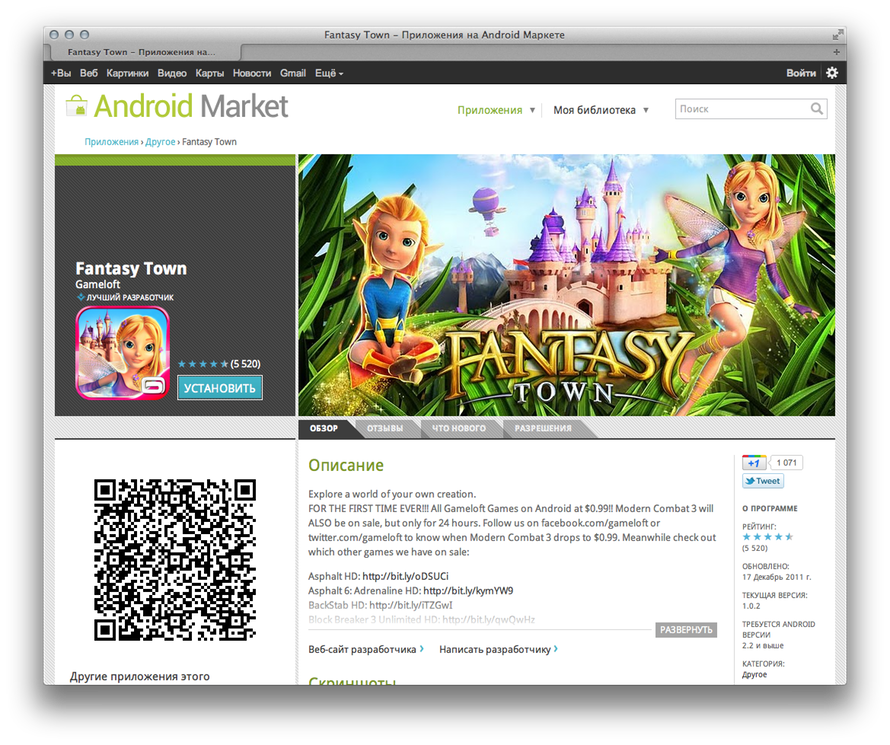 Fantasy Town – Приложения на Android Маркете
Fantasy Town – Приложения на...
+Вы Веб Картинки Видео Карты Новости Gmail Ещё
Войти
Android Market
Приложения
Моя библиотека
Поиск
Приложения › Другое › Fantasy Town
Fantasy Town
Gameloft
ЛУЧШИЙ РАЗРАБОТЧИК
(5 520)
УСТАНОВИТЬ
FANTASY
TOWN
ОБЗОР ОТЗЫВЫ ЧТО НОВОГО РАЗРЕШЕНИЯ
Описание
Explore a world of your own creation.
FOR THE FIRST TIME EVER!!! All Gameloft Games on Android at $0.99!! Modern Combat 3 will
ALSO be on sale, but only for 24 hours. Follow us on facebook.com/gameloft or
twitter.com/gameloft to know when Modern Combat 3 drops to $0.99. Meanwhile check out
which other games we have on sale:
Asphalt HD: http://bit.ly/oDSUCi
Asphalt 6: Adrenaline HD: http://bit.ly/kymYW9
BackStab HD: http://bit.ly/iTZGwI
Block Breaker 3 Unlimited HD: http://bit.ly/qwQwHz
РАЗВЕРНУТЬ
Веб-сайт разработчика ›
Написать разработчику ›
Скриншоты
+1
1 071
Tweet
О ПРОГРАММЕ
РЕЙТИНГ:
(5 520)
ОБНОВЛЕНО:
17 Декабрь 2011 г.
ТЕКУЩАЯ ВЕРСИЯ:
1.0.2
ТРЕБУЕТСЯ ANDROID
ВЕРСИИ
2.2 и выше
КАТЕГОРИЯ:
Другое
Другие приложения этого